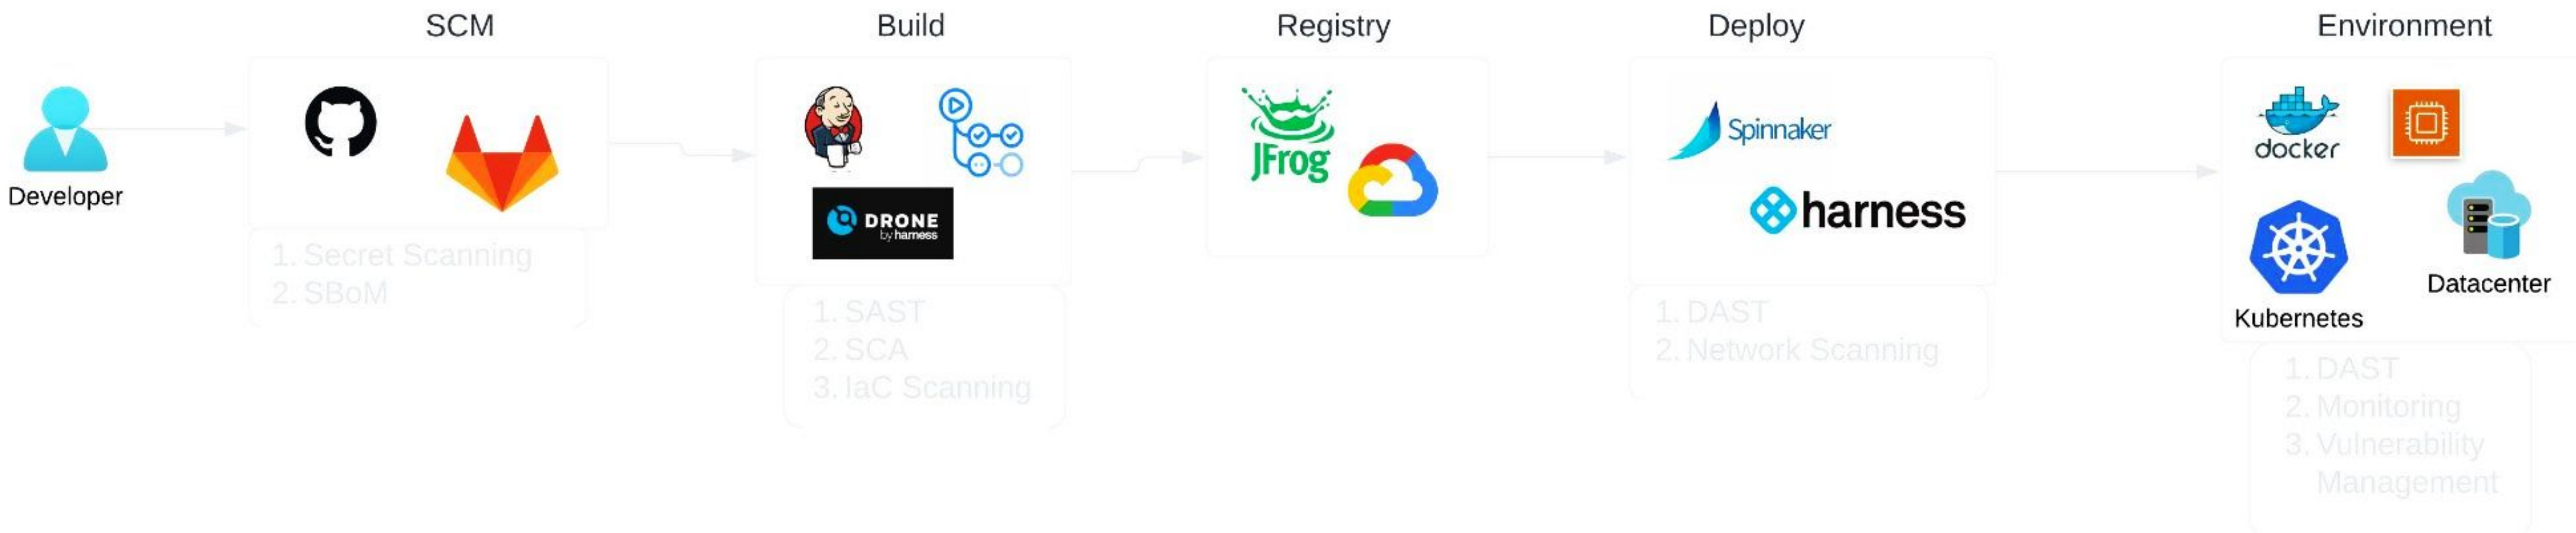 SCM
Build
Registry
Deploy
Environment
Developer
1. Secret Scanning
2. SBoM
DRONE
by harness
1. SAST
2. SCA
3. IaC Scanning
JFrog
Spinnaker
harness
1. DAST
2. Network Scanning
docker
Kubernetes
Datacenter
1. DAST
2. Monitoring
3. Vulnerability
Management